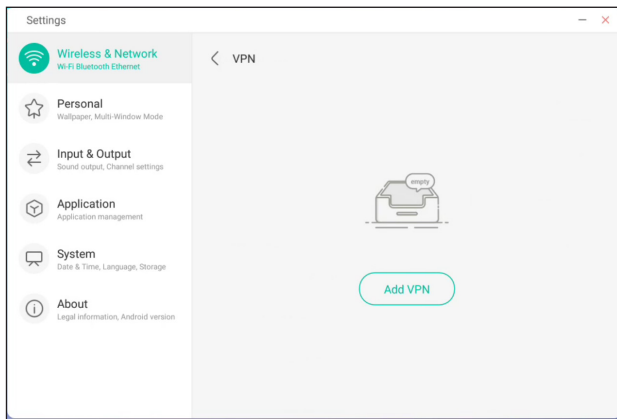 Settings
Wireless & Network
Wi-Fi Bluetooth Ethernet
Personal
Wallpaper, Multi-Window Mode
Input & Output
Sound output, Channel settings
Application
Application management
System
Date & Time, Language, Storage
About
Legal information, Android version
VPN
empty
Add VPN